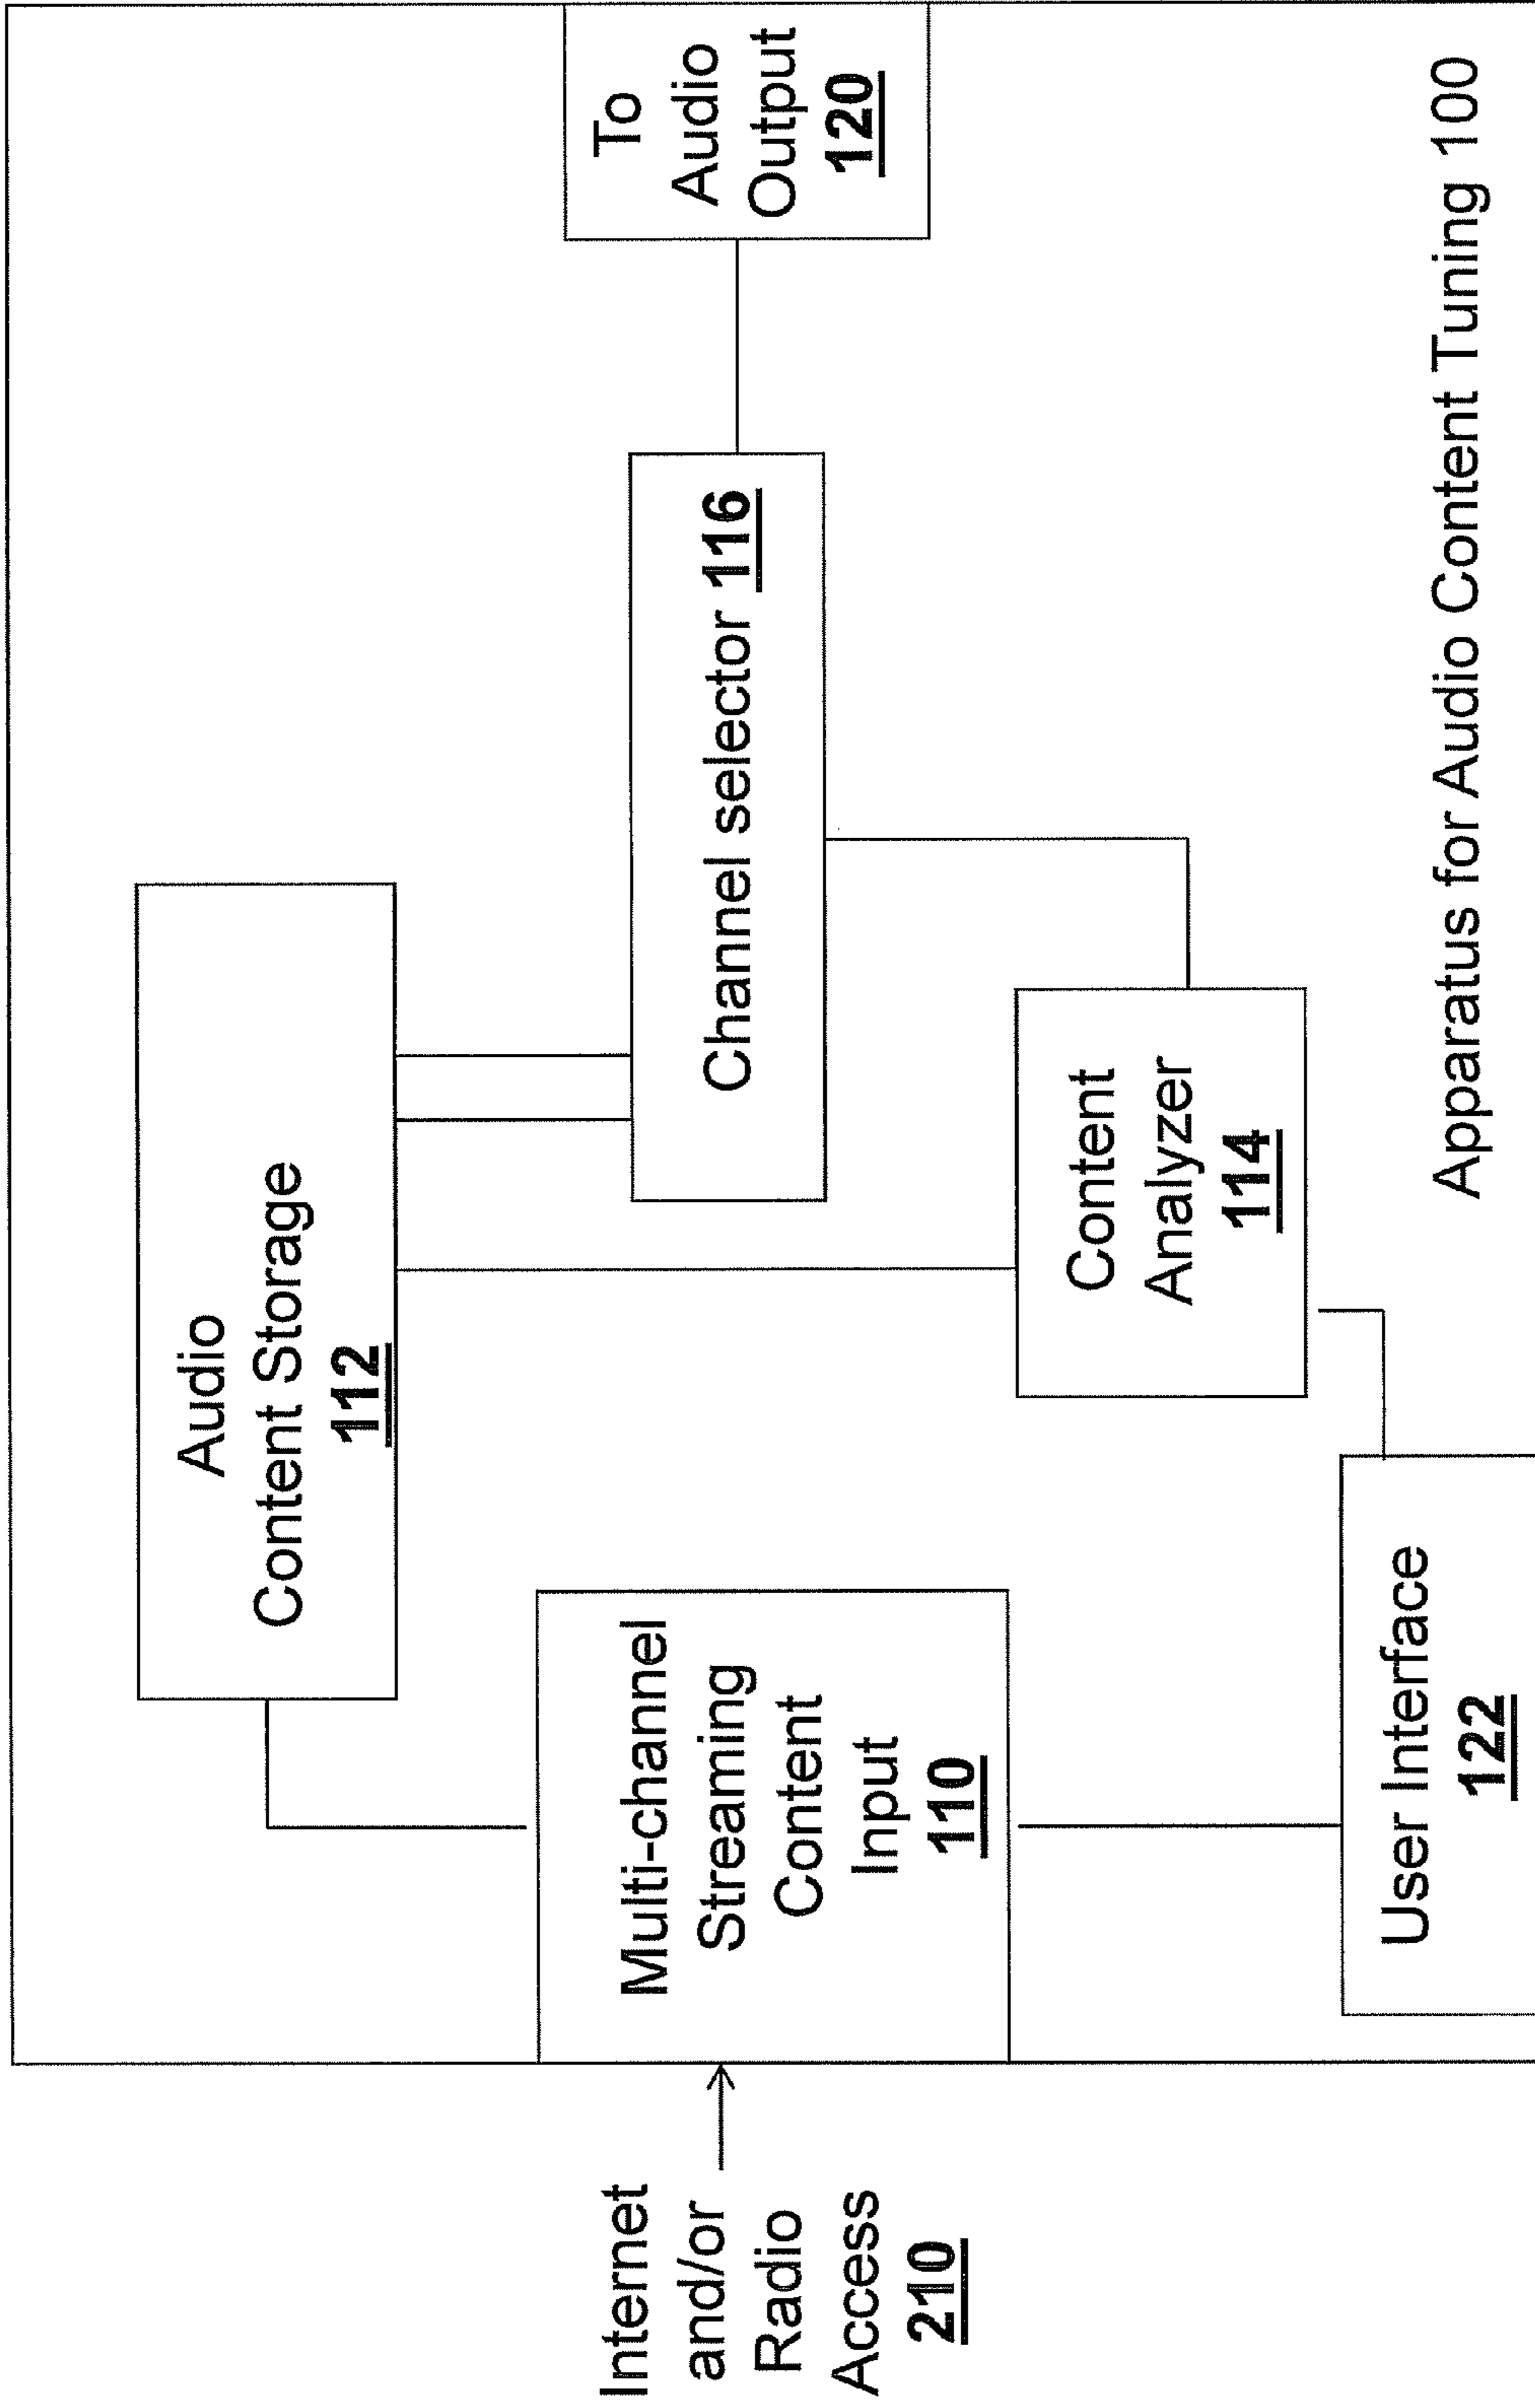 Internet
and/or
Radio
Access
210
Multi-channel
Streaming
Content
Input
110
Audio
Content Storage
112
User Interface
122
Content
Analyzer
114
Channel selector 116
To
Audio
Output
120
Apparatus for Audio Content Tuning 100